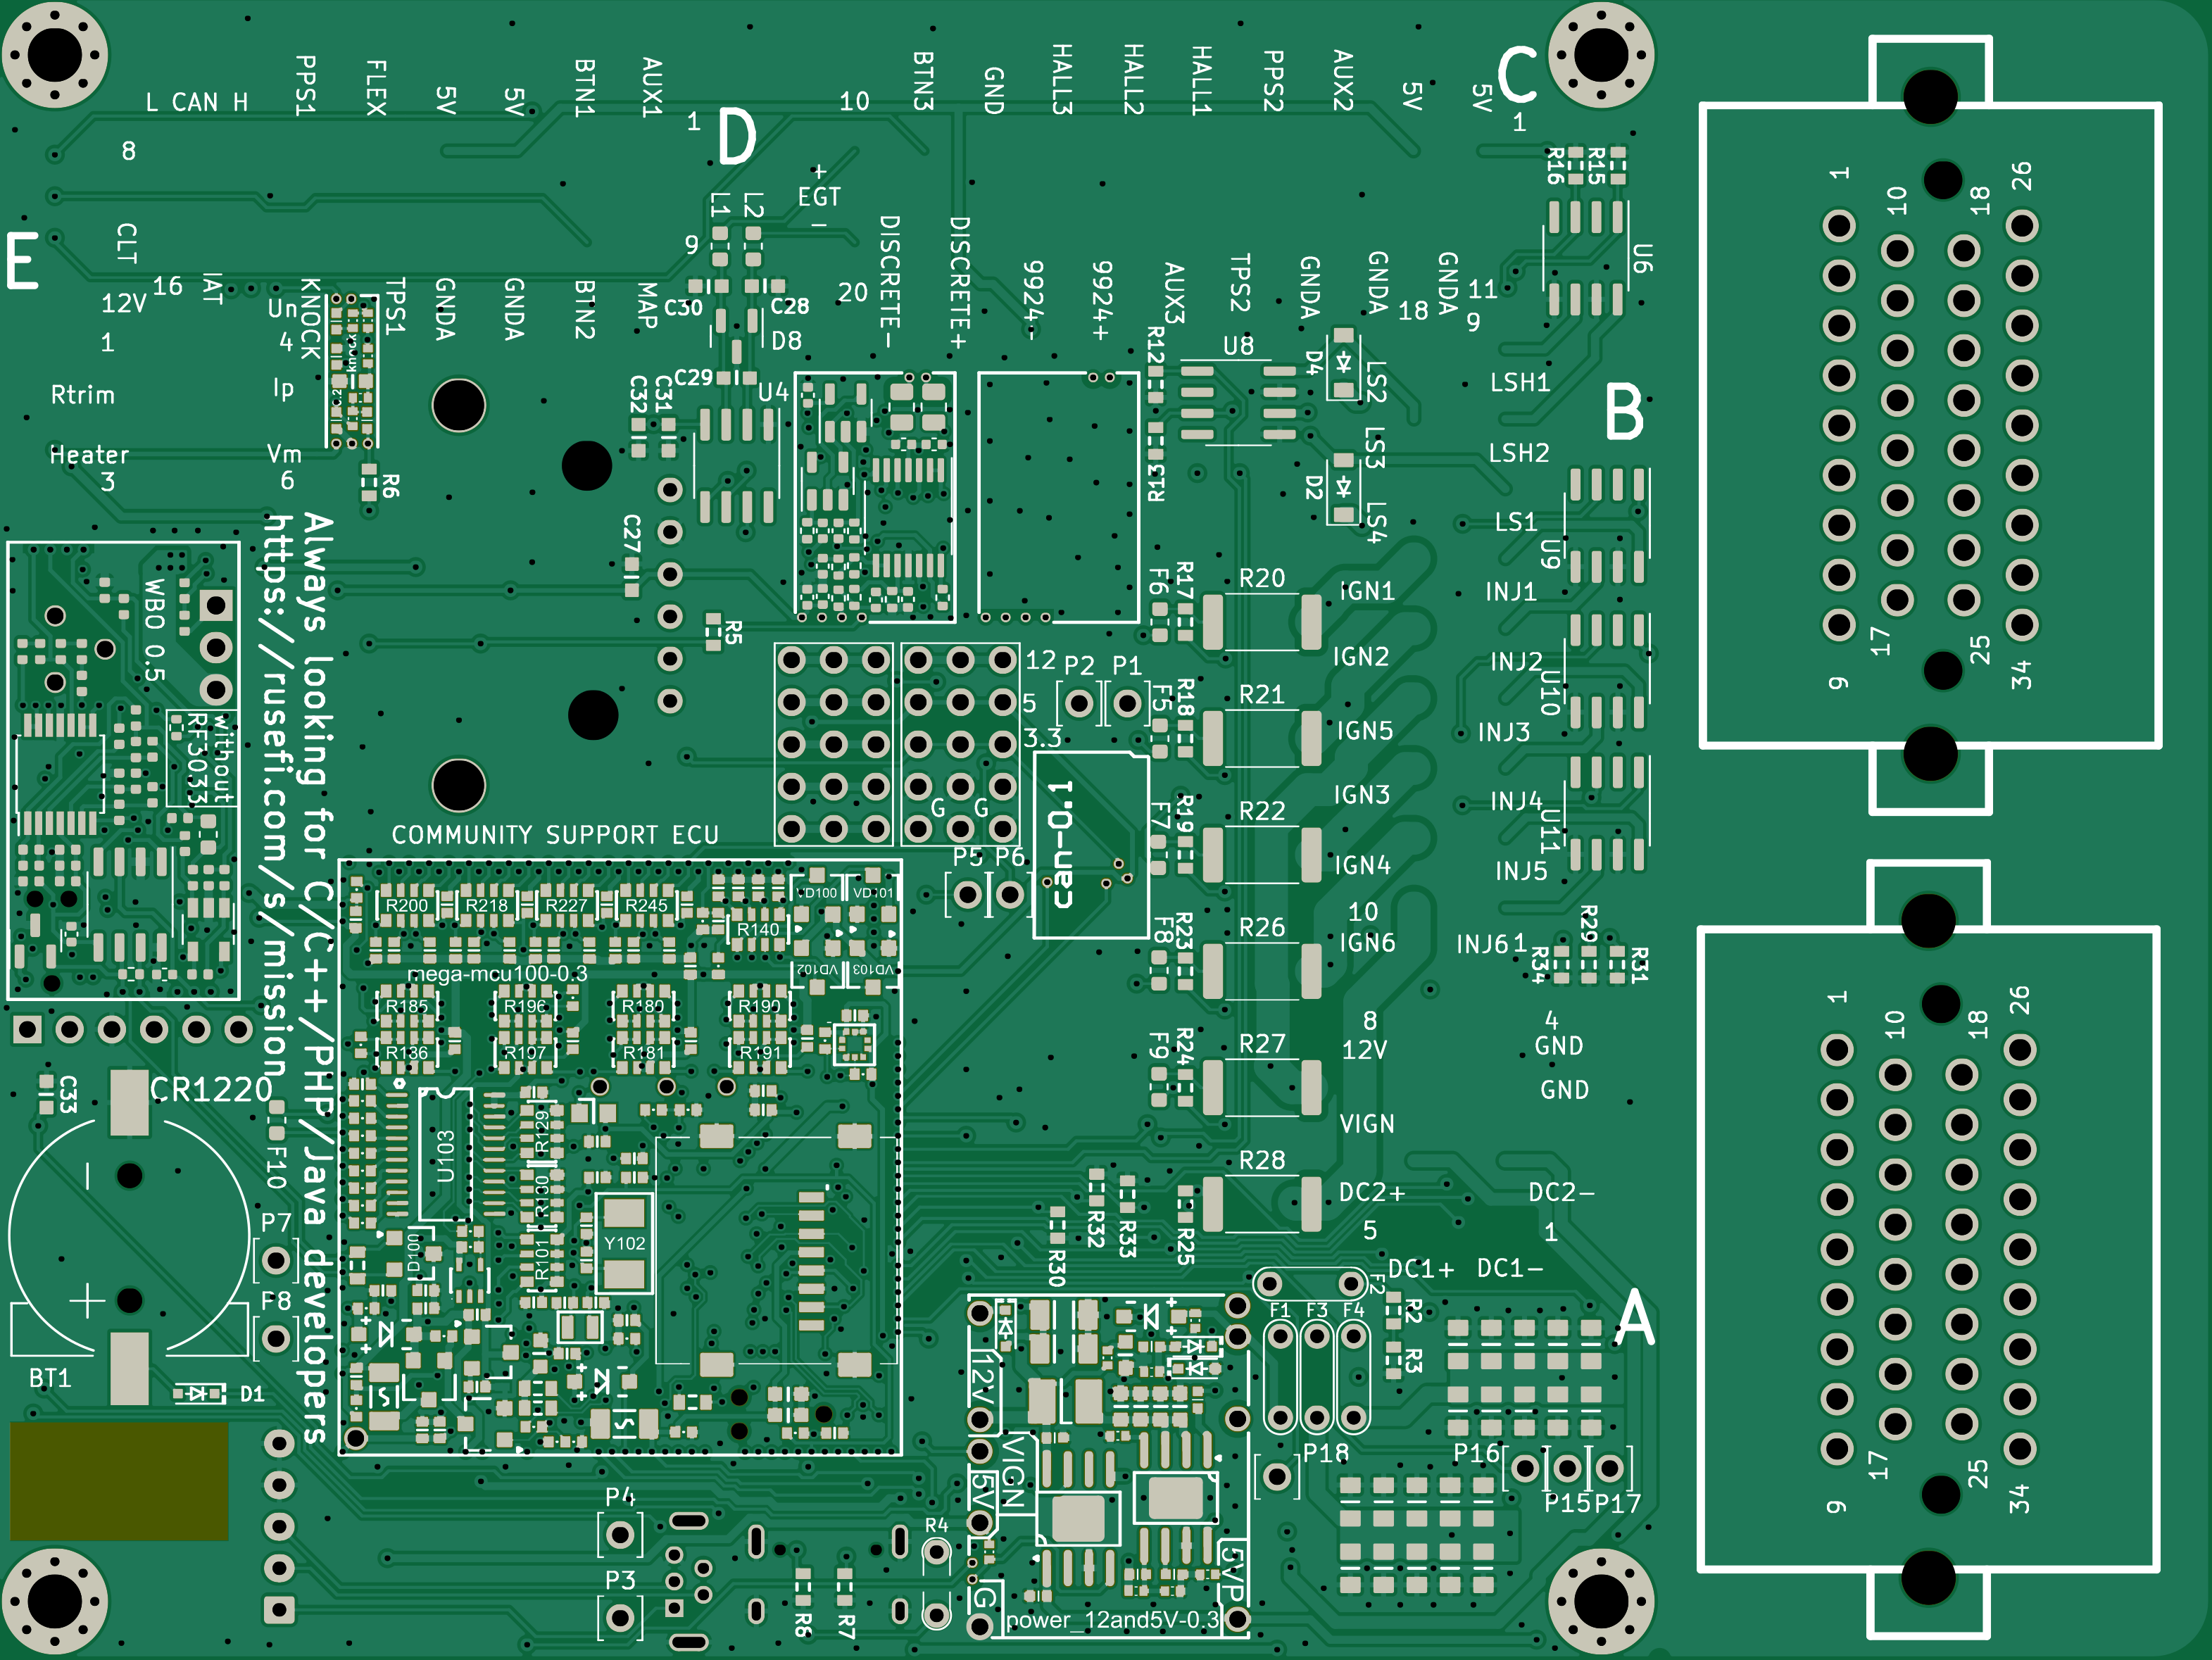 L CAN H
PPS1
FLEX
5V
5V
BTN1
AUX1
1
D
10
BTN3
GND
HALL3
HALL2
HALL1
PPS2
AUX2
5V
5V
C
1
8
R16
R15
E
CLT
16
IAT
12V
1
KNOCK
Un
4
TPS1
GNDA
GNDA
BTN2
MAP
9
L1
L2
+
EGT
-
20
DISCRETE-
DISCRETE+
9924-
9924+
AUX3
TPS2
GNDA
GNDA
GNDA
18
11
9
U6
C30
C28
D8
C29
U4
C32
C31
R12
R13
U8
D4
LS2
D2
LS3
LS4
LSH1
LSH2
B
LS1
U9
Rtrim
Ip
Heater
3
Vm
6
R6
C27
R5
WBO 0.5
without
RF3033
Always looking for C/C++/PHP/Java developers
https://rusefi.com/s/mission
COMMUNITY SUPPORT ECU
12
5
3.3
G
G
P2
P1
P5
P6
can-0.1
F6
R17
R20
IGN1
INJ1
IGN2
INJ2
U10
F5
R18
R21
IGN5
INJ3
F7
R19
R22
IGN3
INJ4
U11
IGN4
INJ5
F8
R23
R26
10
IGN6
INJ6
1
R34
R29
R31
F9
R24
R27
8
12V
4
GND
GND
VIGN
R28
DC2+
5
DC2-
1
R32
R33
R30
R25
DC1+
DC1-
F2
F1
F3
F4
R2
R3
A
P18
P16
P15
P17
R200
R218
R227
R245
R140
VD100
VD101
VD102
VD103
mega-mcu100-0.3
R185
R196
R180
R190
R136
R197
R181
R191
U103
R129
R130
R101
D100
Y102
C33
CR1220
F10
P7
P8
BT1
D1
P4
P3
R6
R7
R4
12V
VIGN
5V
G
5VP
power_12and5V-0.3
1
10
18
26
9
17
25
34
1
10
18
26
9
17
25
34